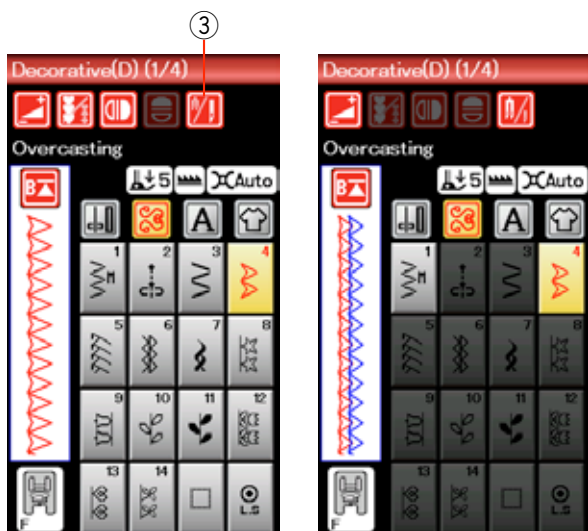 3
Decorative(D) (1/4)
Overcasting
B 5 Auto
A
1 M 2 3 4
5 6 7 8
9 10 11 12
13 14 L.S
F
Decorative(D) (1/4)
Overcasting
B 5 Auto
A
1 M 2 3 4
5 6 7 8
9 10 11 12
13 14 L.S
F